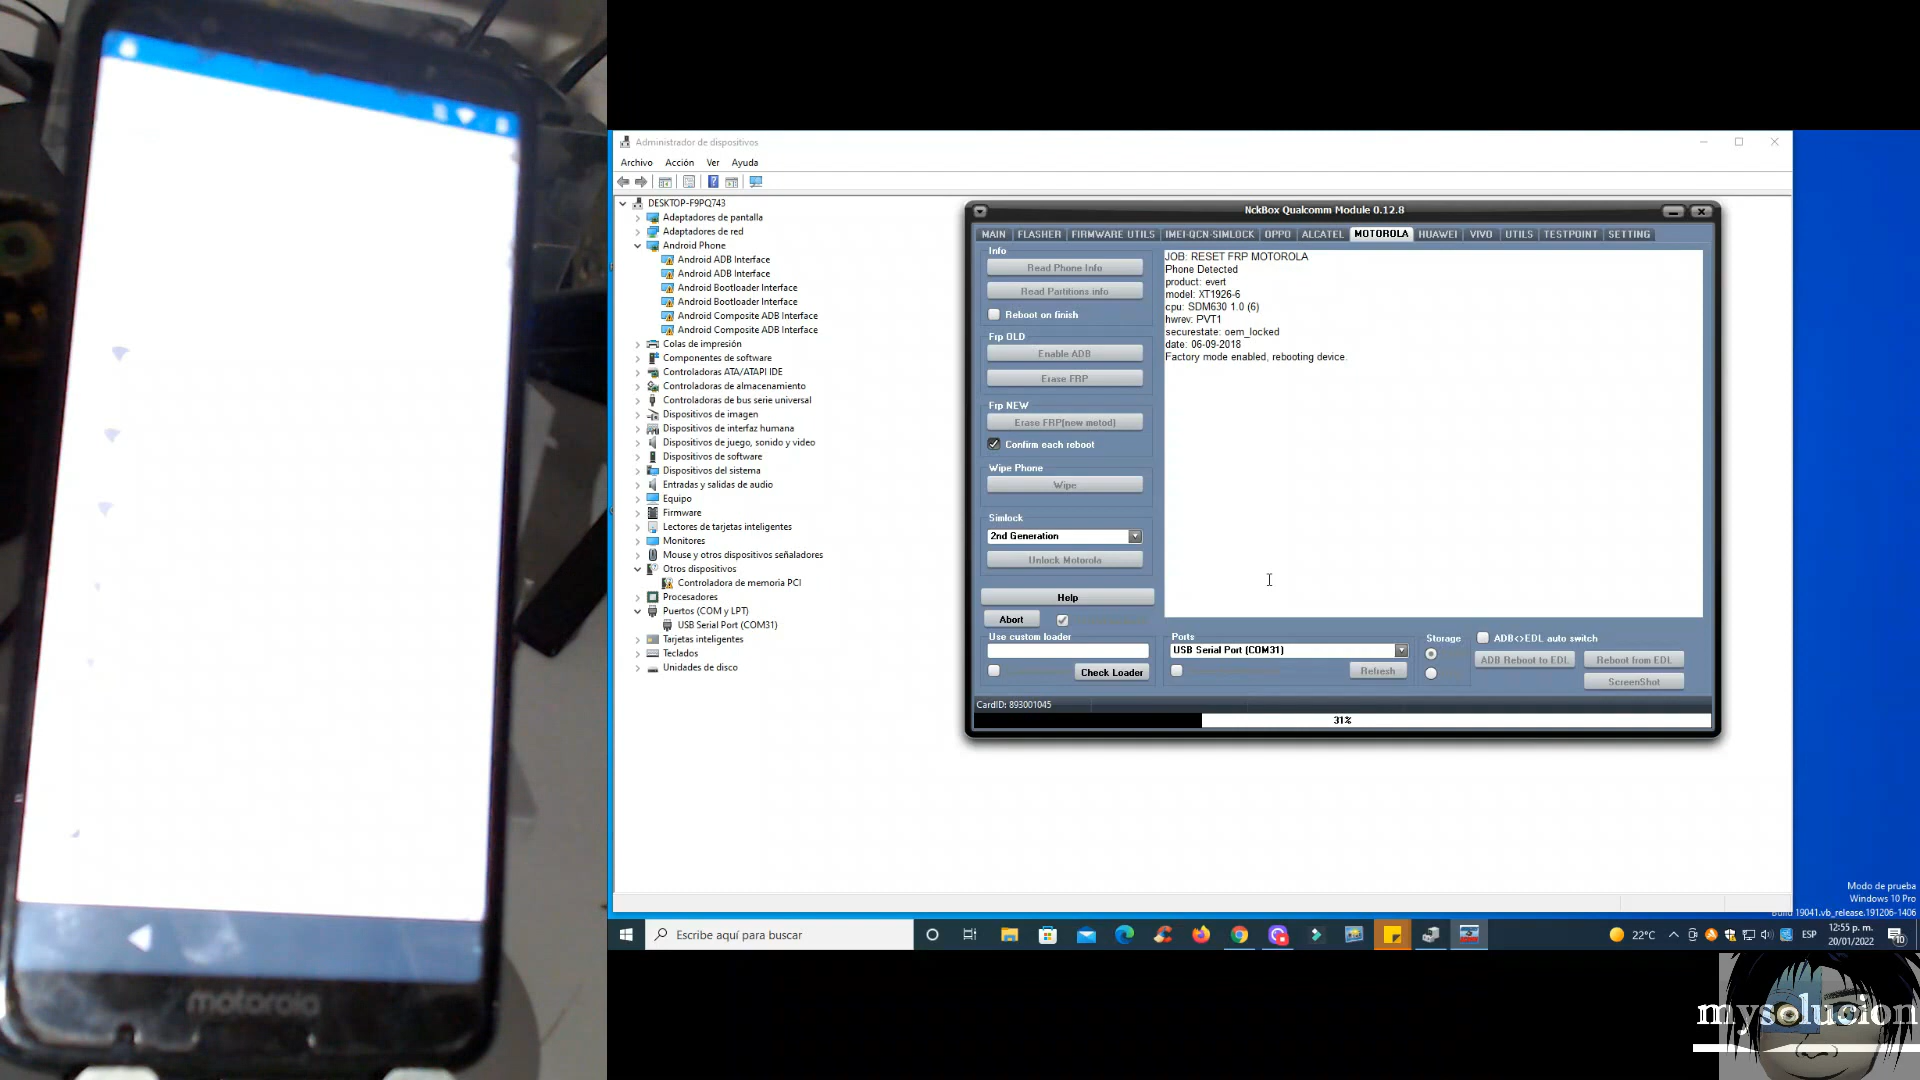 motorola
Administrador de dispositivos
Archivo Acción Ver Ayuda
DESKTOP-F9PQ743
Adaptadores de pantalla
Adaptadores de red
Android Phone
Android ADB Interface
Android ADB Interface
Android Bootloader Interface
Android Bootloader Interface
Android Composite ADB Interface
Android Composite ADB Interface
Colas de impresión
Componentes de software
Controladoras ATA/ATAPI IDE
Controladoras de almacenamiento
Controladoras de bus serie universal
Dispositivos de imagen
Dispositivos de interfaz humana
Dispositivos de juego, sonido y video
Dispositivos de software
Dispositivos del sistema
Entradas y salidas de audio
Equipo
Firmware
Lectores de tarjetas inteligentes
Monitores
Mouse y otros dispositivos señaladores
Otros dispositivos
Controladora de memoria PCI
Procesadores
Puertos (COM y LPT)
USB Serial Port (COM31)
Tarjetas inteligentes
Teclados
Unidades de disco
NckBox Qualcomm Module 0.12.8
MAIN FLASHER FIRMWARE UTILS IMEI-QCN-SIMLOCK OPPO ALCATEL MOTOROLA HUAWEI VIVO UTILS TESTPOINT SETTING
Info
Read Phone Info
Read Partitions info
Reboot on finish
Frp OLD
Enable ADB
Erase FRP
Frp NEW
Erase FRP(new metod)
Confirm each reboot
Wipe Phone
Wipe
Simlock
2nd Generation
Unlock Motorola
Help
Abort
Use custom loader
Check Loader
JOB: RESET FRP MOTOROLA
Phone Detected
product: evert
model: XT1926-6
cpu: SDM630 1.0 (6)
hwrev: PVT1
securestate: oem_locked
date: 06-09-2018
Factory mode enabled, rebooting device.
Ports
USB Serial Port (COM31)
Refresh
Storage
ADB<>EDL auto switch
ADB Reboot to EDL Reboot from EDL
ScreenShot
CardID: 893001045
31%
Modo de prueba
Windows 10 Pro
Build 19041.vb_release.191206-1406
Escribe aquí para buscar
22°C
ESP
12:55 p. m.
20/01/2022
10
mysolucion